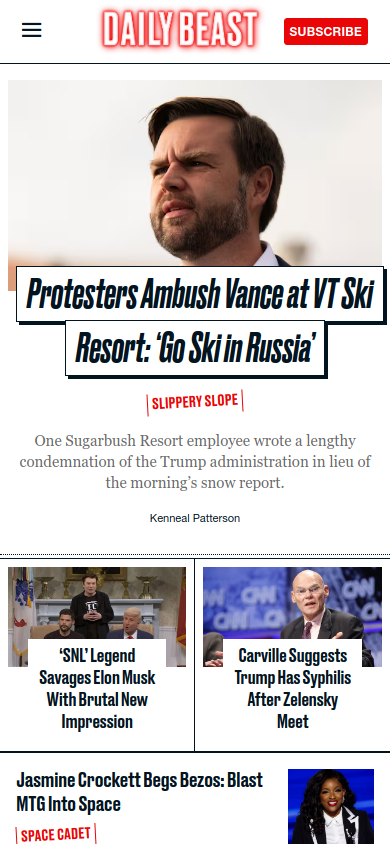 DAILY BEAST
SUBSCRIBE
Protesters Ambush Vance at VT Ski
Resort: ‘Go Ski in Russia’
SLIPPERY SLOPE
One Sugarbush Resort employee wrote a lengthy
condemnation of the Trump administration in lieu of
the morning’s snow report.
Kenneal Patterson
‘SNL’ Legend
Savages Elon Musk
With Brutal New
Impression
CNN
Carville Suggests
Trump Has Syphilis
After Zelensky
Meet
Jasmine Crockett Begs Bezos: Blast
MTG Into Space
SPACE CADET